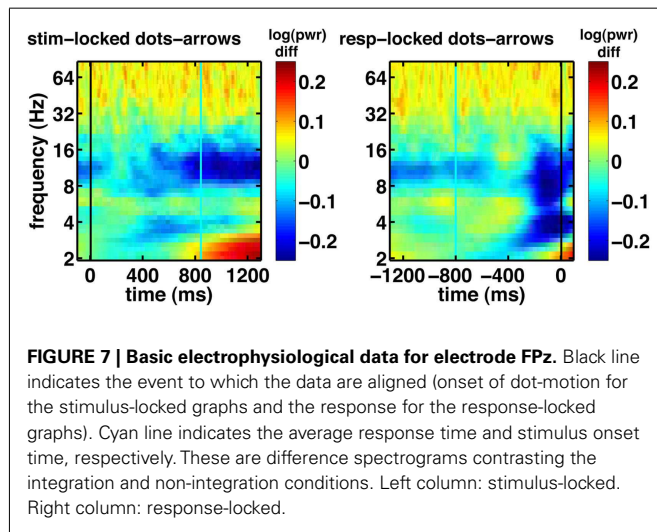 stim–locked dots–arrows
log(pwr)
diff
resp–locked dots–arrows
log(pwr)
diff
frequency (Hz)
64
32
16
8
4
2
0 400 800 1200
time (ms)
0.2
0.1
0
−0.1
−0.2
64
32
16
8
4
2
−1200 −800 −400 0
time (ms)
0.2
0.1
0
−0.1
−0.2
FIGURE 7 | Basic electrophysiological data for electrode FPz. Black line
indicates the event to which the data are aligned (onset of dot-motion for
the stimulus-locked graphs and the response for the response-locked
graphs). Cyan line indicates the average response time and stimulus onset
time, respectively. These are difference spectrograms contrasting the
integration and non-integration conditions. Left column: stimulus-locked.
Right column: response-locked.